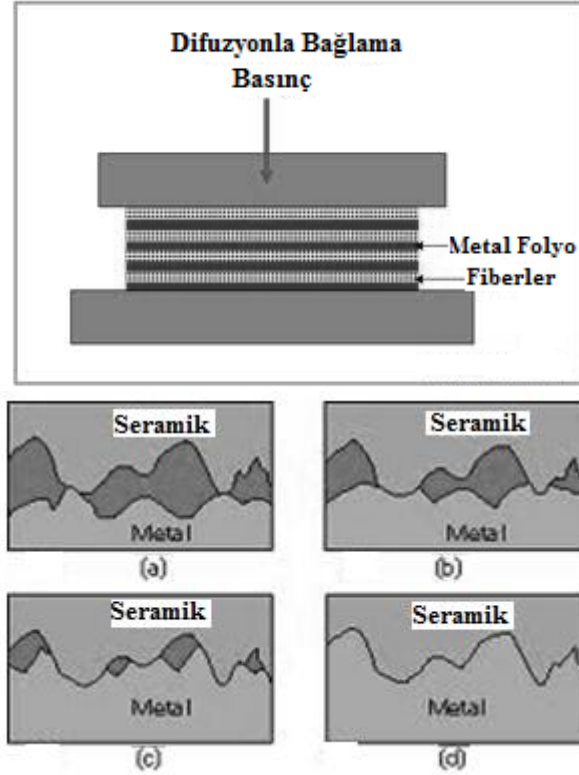 Difuzyonla Bağlama
Basınç
Metal Folyo
Fiberler
Seramik
Metal
(a)
Seramik
Metal
(b)
Seramik
Metal
(c)
Seramik
Metal
(d)